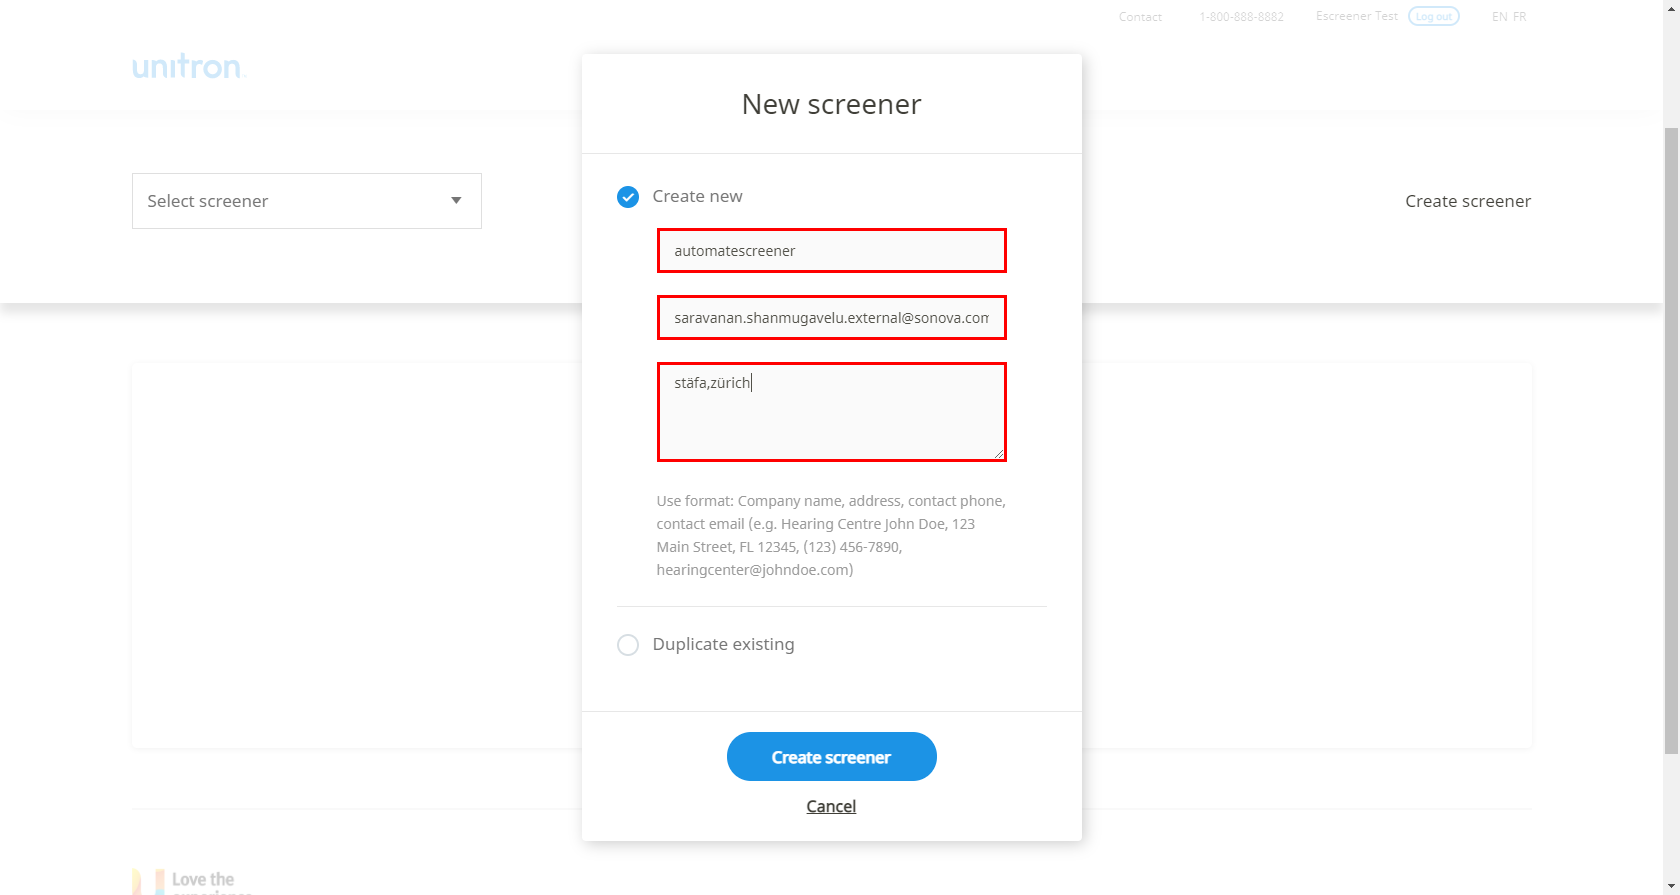 Contact 1-800-888-8882 Escreener Test Log out EN FR
unitron
New screener
Select screener
Create screener
Create new
automatescreener
saravanan.shanmugavelu.external@sonova.com
stäfa,zürich
Use format: Company name, address, contact phone,
contact email (e.g. Hearing Centre John Doe, 123
Main Street, FL 12345, (123) 456-7890,
hearingcenter@johndoe.com)
Duplicate existing
Create screener
Cancel
Love the
experience